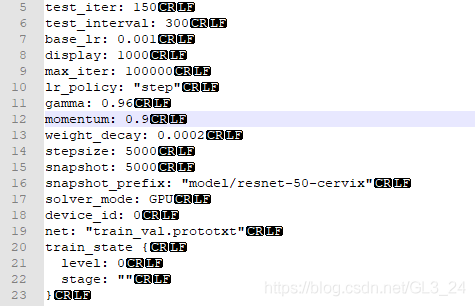 5 test_iter: 150CRLF
6 test_interval: 300CRLF
7 base_lr: 0.001CRLF
8 display: 1000CRLF
9 max_iter: 100000CRLF
10 lr_policy: "step"CRLF
11 gamma: 0.96CRLF
12 momentum: 0.9CRLF
13 weight_decay: 0.0002CRLF
14 stepsize: 5000CRLF
15 snapshot: 5000CRLF
16 snapshot_prefix: "model/resnet-50-cervix"CRLF
17 solver_mode: GPUCRLF
18 device_id: 0CRLF
19 net: "train_val.prototxt"CRLF
20 train_state {CRLF
21 level: 0CRLF
22 stage: ""CRLF
23 }CRLF
https://blog.csdn.net/GL3_24